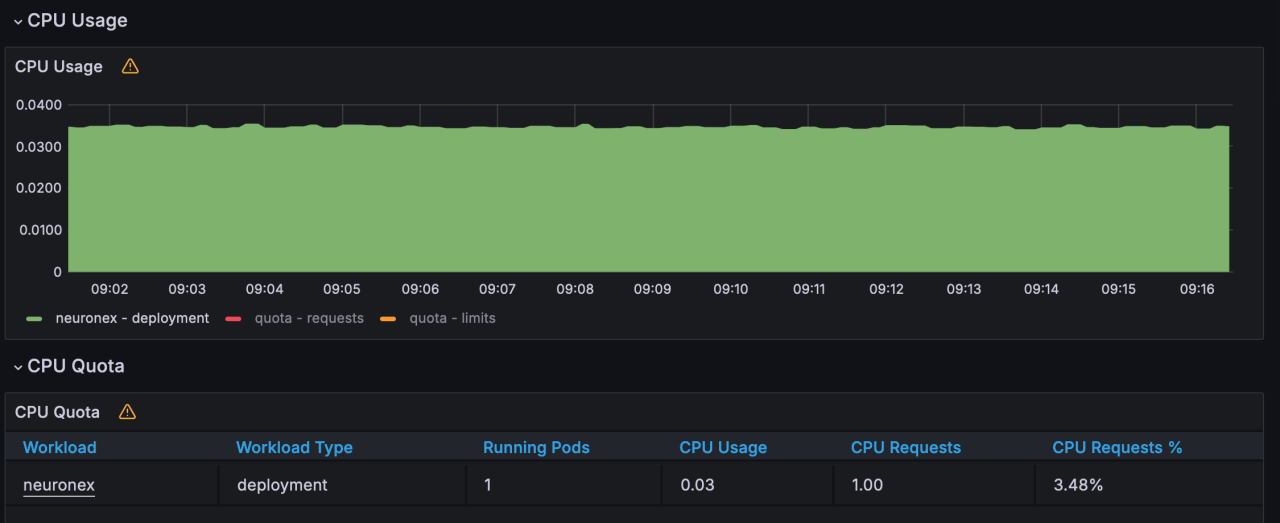 CPU Usage
CPU Usage
0.0400
0.0300
0.0200
0.0100
0
09:02 09:03 09:04 09:05 09:06 09:07 09:08 09:09 09:10 09:11 09:12 09:13 09:14 09:15 09:16
neuronex - deployment quota - requests quota - limits
CPU Quota
CPU Quota
Workload Workload Type Running Pods CPU Usage CPU Requests CPU Requests %
neuronex deployment 1 0.03 1.00 3.48%